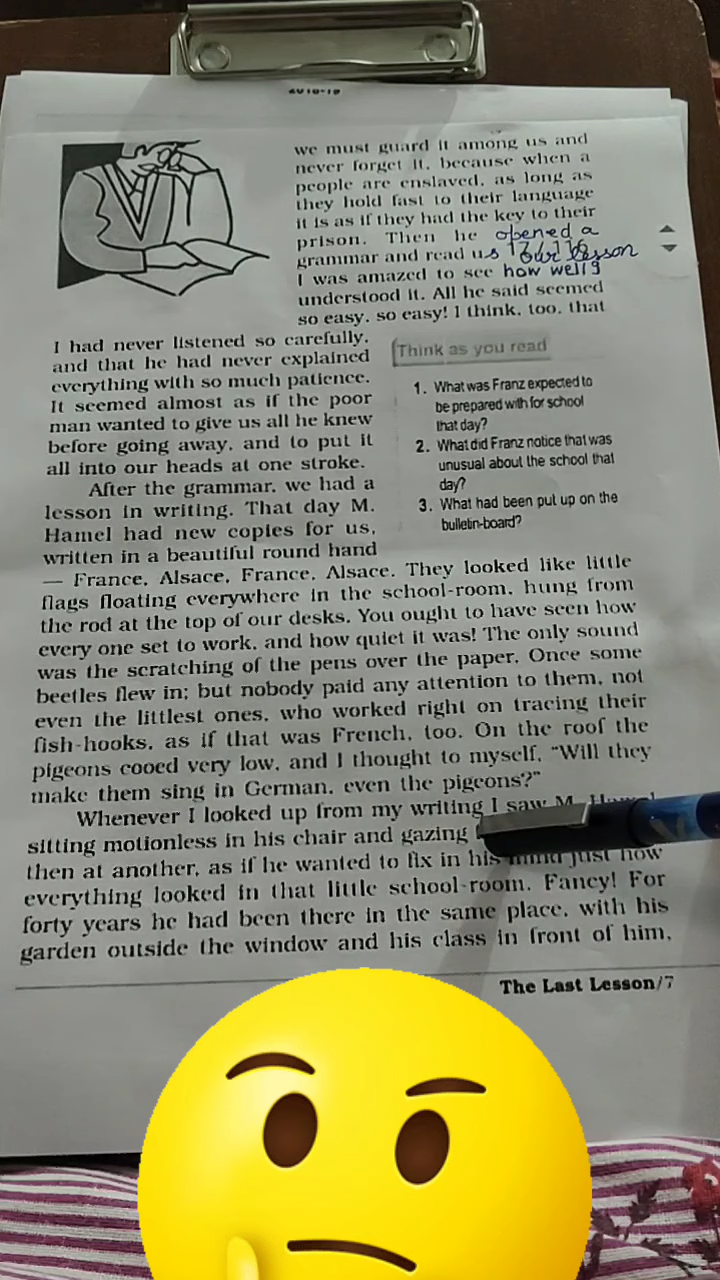 2018-19
we must guard it among us and
never forget it, because when a
people are enslaved, as long as
they hold fast to their language
it is as if they had the key to their
prison. Then he opened a
grammar and read us our lesson
I was amazed to see how well I
understood it. All he said seemed
so easy, so easy! I think, too, that
I had never listened so carefully,
and that he had never explained
everything with so much patience.
It seemed almost as if the poor
man wanted to give us all he knew
before going away, and to put it
all into our heads at one stroke.
After the grammar, we had a
lesson in writing. That day M.
Hamel had new copies for us,
written in a beautiful round hand
Think as you read
1. What was Franz expected to
be prepared with for school
that day?
2. What did Franz notice that was
unusual about the school that
day?
3. What had been put up on the
bulletin-board?
— France, Alsace, France, Alsace. They looked like little
flags floating everywhere in the school-room, hung from
the rod at the top of our desks. You ought to have seen how
every one set to work, and how quiet it was! The only sound
was the scratching of the pens over the paper. Once some
beetles flew in; but nobody paid any attention to them, not
even the littlest ones, who worked right on tracing their
fish-hooks, as if that was French, too. On the roof the
pigeons cooed very low, and I thought to myself, “Will they
make them sing in German, even the pigeons?”
Whenever I looked up from my writing I saw M. Hamel
sitting motionless in his chair and gazing
then at another, as if he wanted to fix in his mind just how
everything looked in that little school-room. Fancy! For
forty years he had been there in the same place, with his
garden outside the window and his class in front of him,
The Last Lesson/7